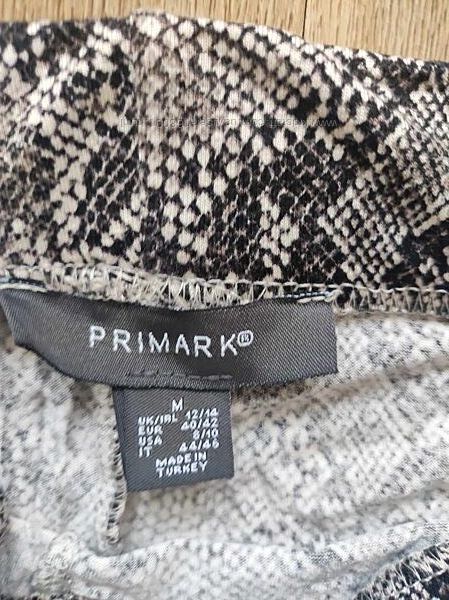 PRIMARK®
M
UK/IRL 12/14
EUR 40/42
USA 8/10
IT 44/46
MADE IN
TURKEY